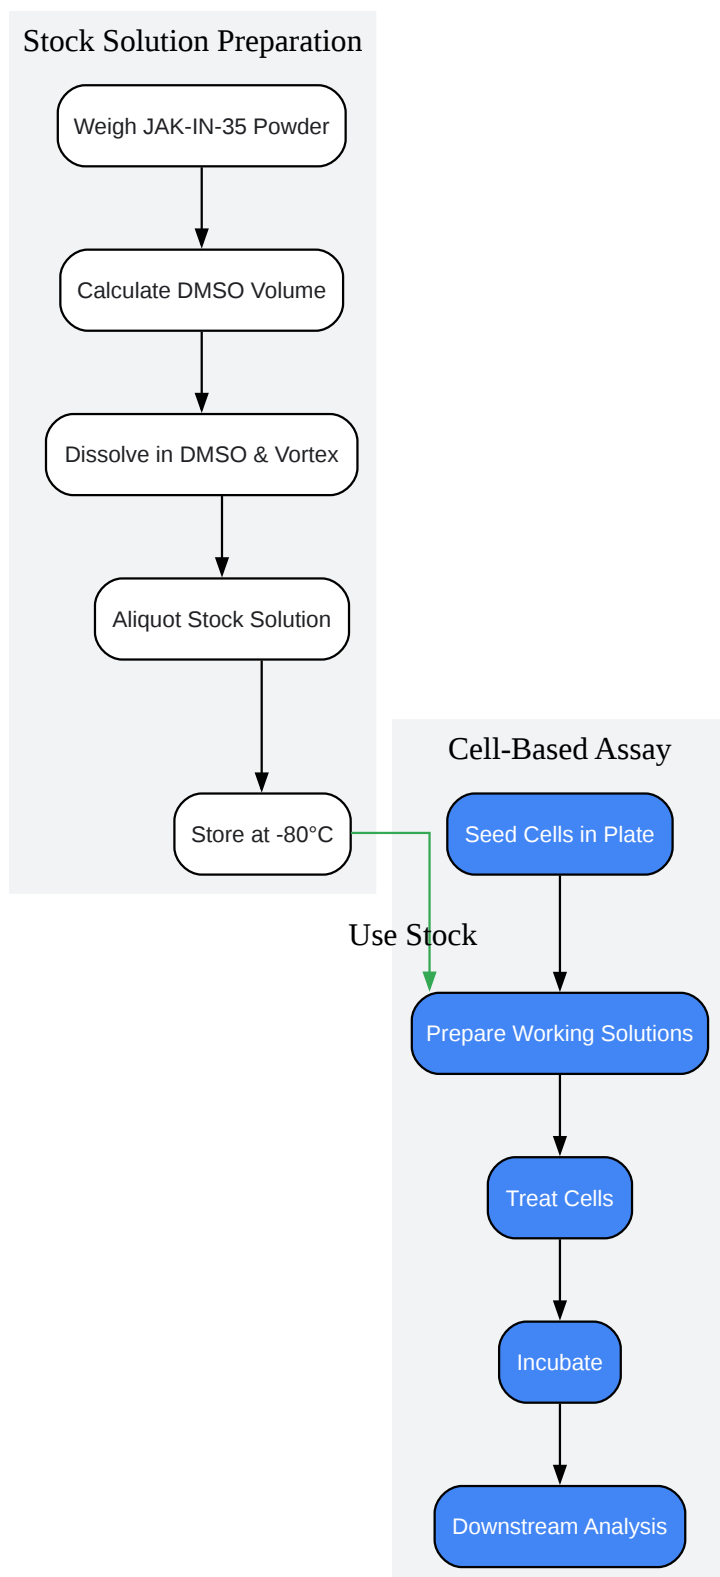 Stock Solution Preparation
Weigh JAK-IN-35 Powder
Calculate DMSO Volume
Dissolve in DMSO & Vortex
Aliquot Stock Solution
Store at -80°C
Use Stock
Cell-Based Assay
Seed Cells in Plate
Prepare Working Solutions
Treat Cells
Incubate
Downstream Analysis